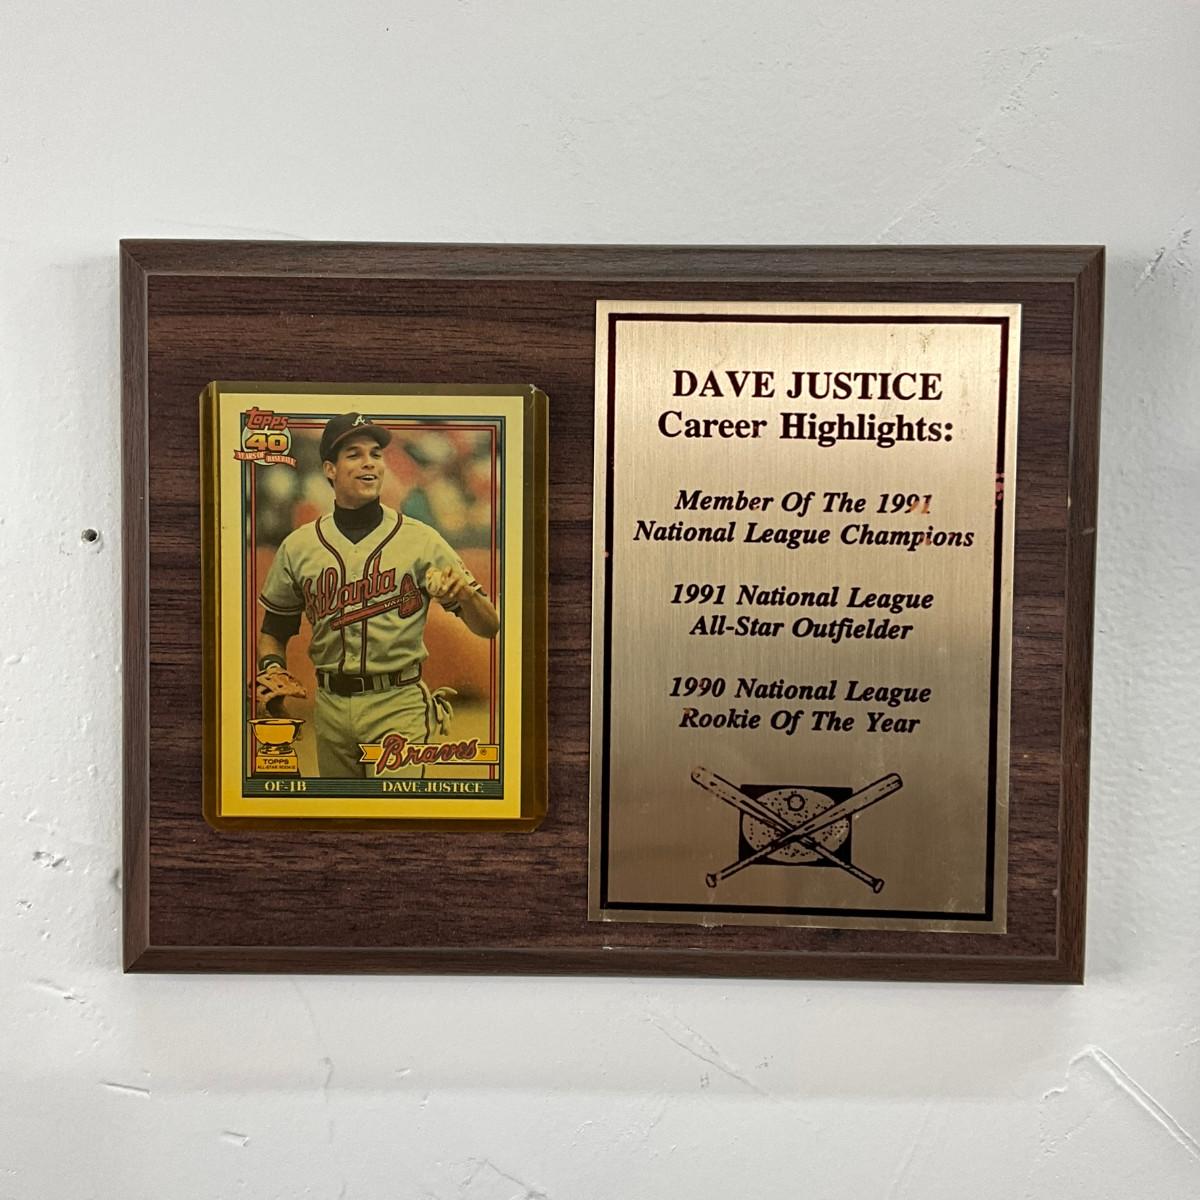 Topps
40
YEARS OF BASEBALL
A
Atlanta
TOPPS
ALL-STAR ROOKIE
Braves®
OF-1B DAVE JUSTICE
DAVE JUSTICE
Career Highlights:
Member Of The 1991
National League Champions
1991 National League
All-Star Outfielder
1990 National League
Rookie Of The Year